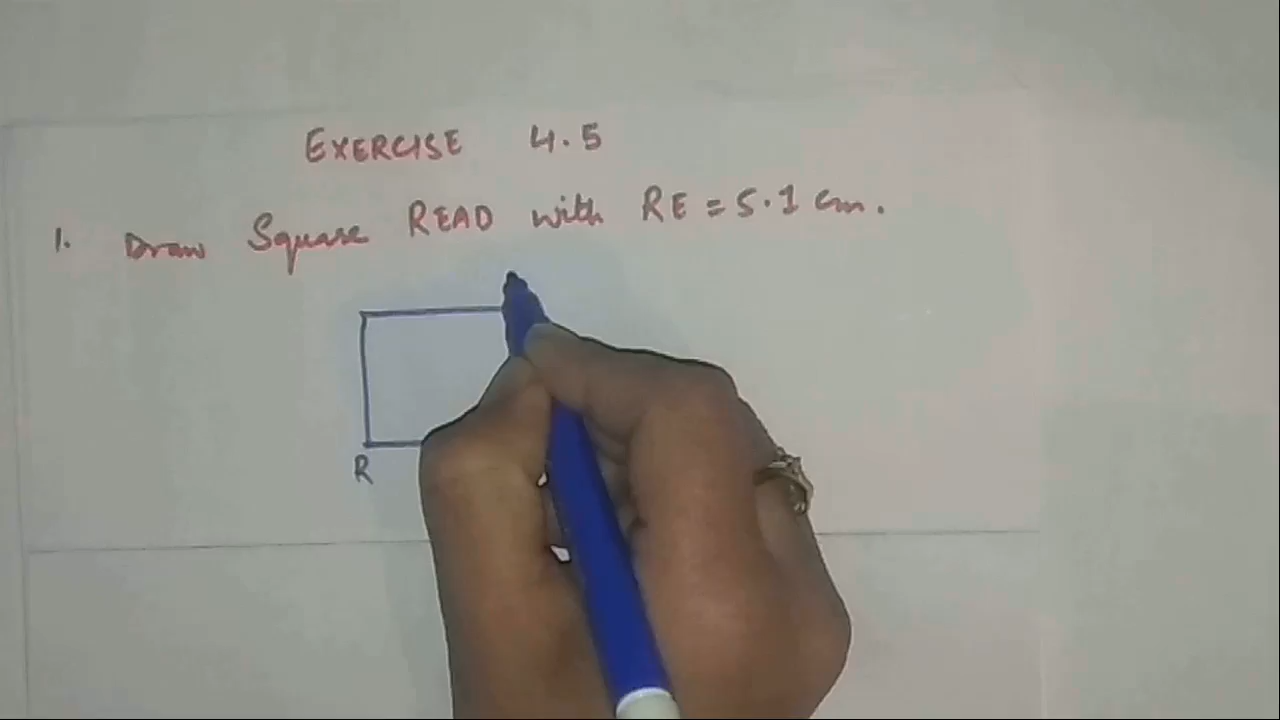 EXERCISE 4.5
1. Draw Square READ with RE = 5.1 cm.
R